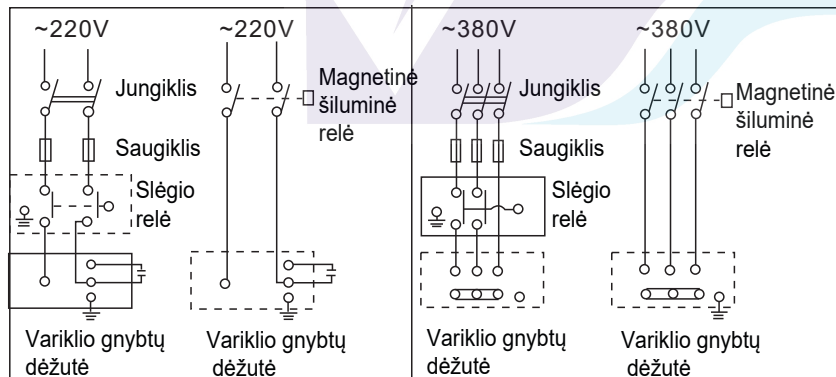 ~220V
~220V
Jungiklis
Magnetinė
šiluminė
relė
Saugiklis
Slėgio
relė
Variklio gnybtų
dėžutė
Variklio gnybtų
dėžutė
~380V
~380V
Jungiklis
Magnetinė
šiluminė
relė
Saugiklis
Slėgio
relė
Variklio gnybtų
dėžutė
Variklio gnybtų
dėžutė